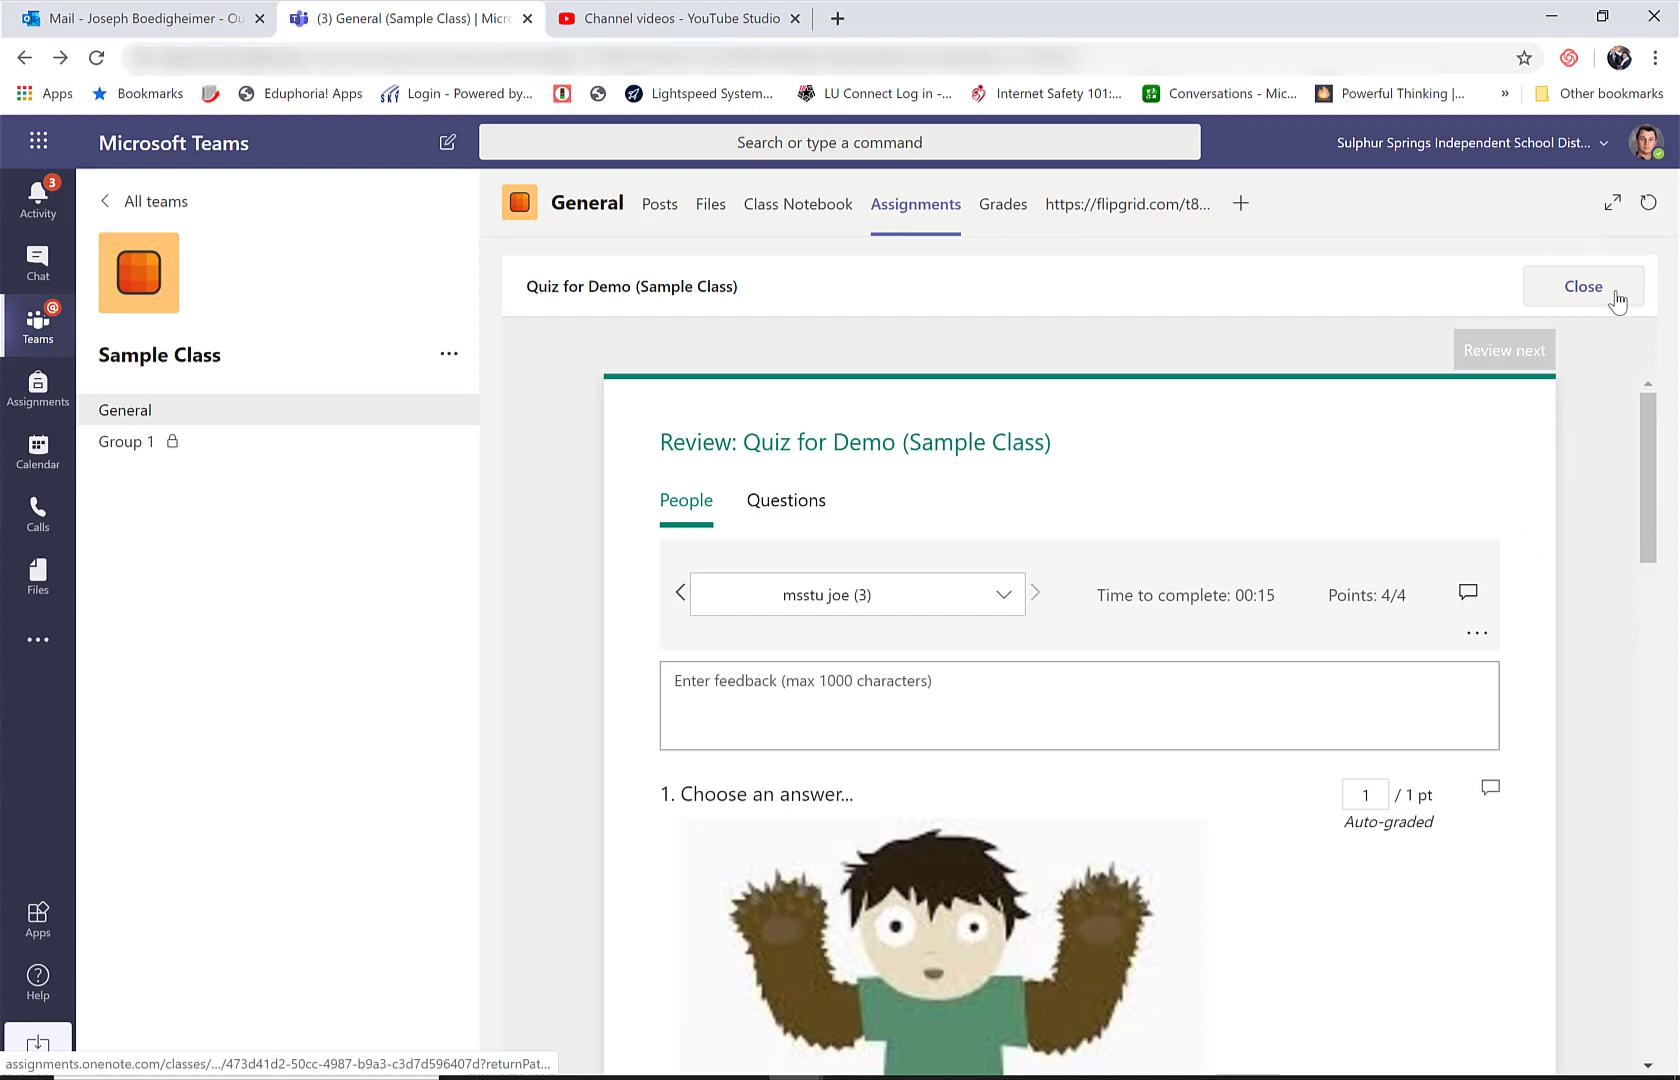 Mail - Joseph Boedigheimer - Ou
(3) General (Sample Class) | Micr
Channel videos - YouTube Studio
Apps
Bookmarks
Eduphoria! Apps
Login - Powered by...
Lightspeed System...
LU Connect Log in -...
Internet Safety 101:...
Conversations - Mic...
Powerful Thinking |...
»
Other bookmarks
Microsoft Teams
Search or type a command
Sulphur Springs Independent School Dist...
3
Activity
Chat
@
Teams
Assignments
Calendar
Calls
Files
...
Apps
Help
All teams
Sample Class
...
General
Group 1
General
Posts
Files
Class Notebook
Assignments
Grades
https://flipgrid.com/t8...
Quiz for Demo (Sample Class)
Close
Review next
Review: Quiz for Demo (Sample Class)
People
Questions
msstu joe (3)
Time to complete: 00:15
Points: 4/4
...
Enter feedback (max 1000 characters)
1. Choose an answer...
1 / 1 pt
Auto-graded
assignments.onenote.com/classes/.../473d41d2-50cc-4987-b9a3-c3d7d596407d?returnPat...